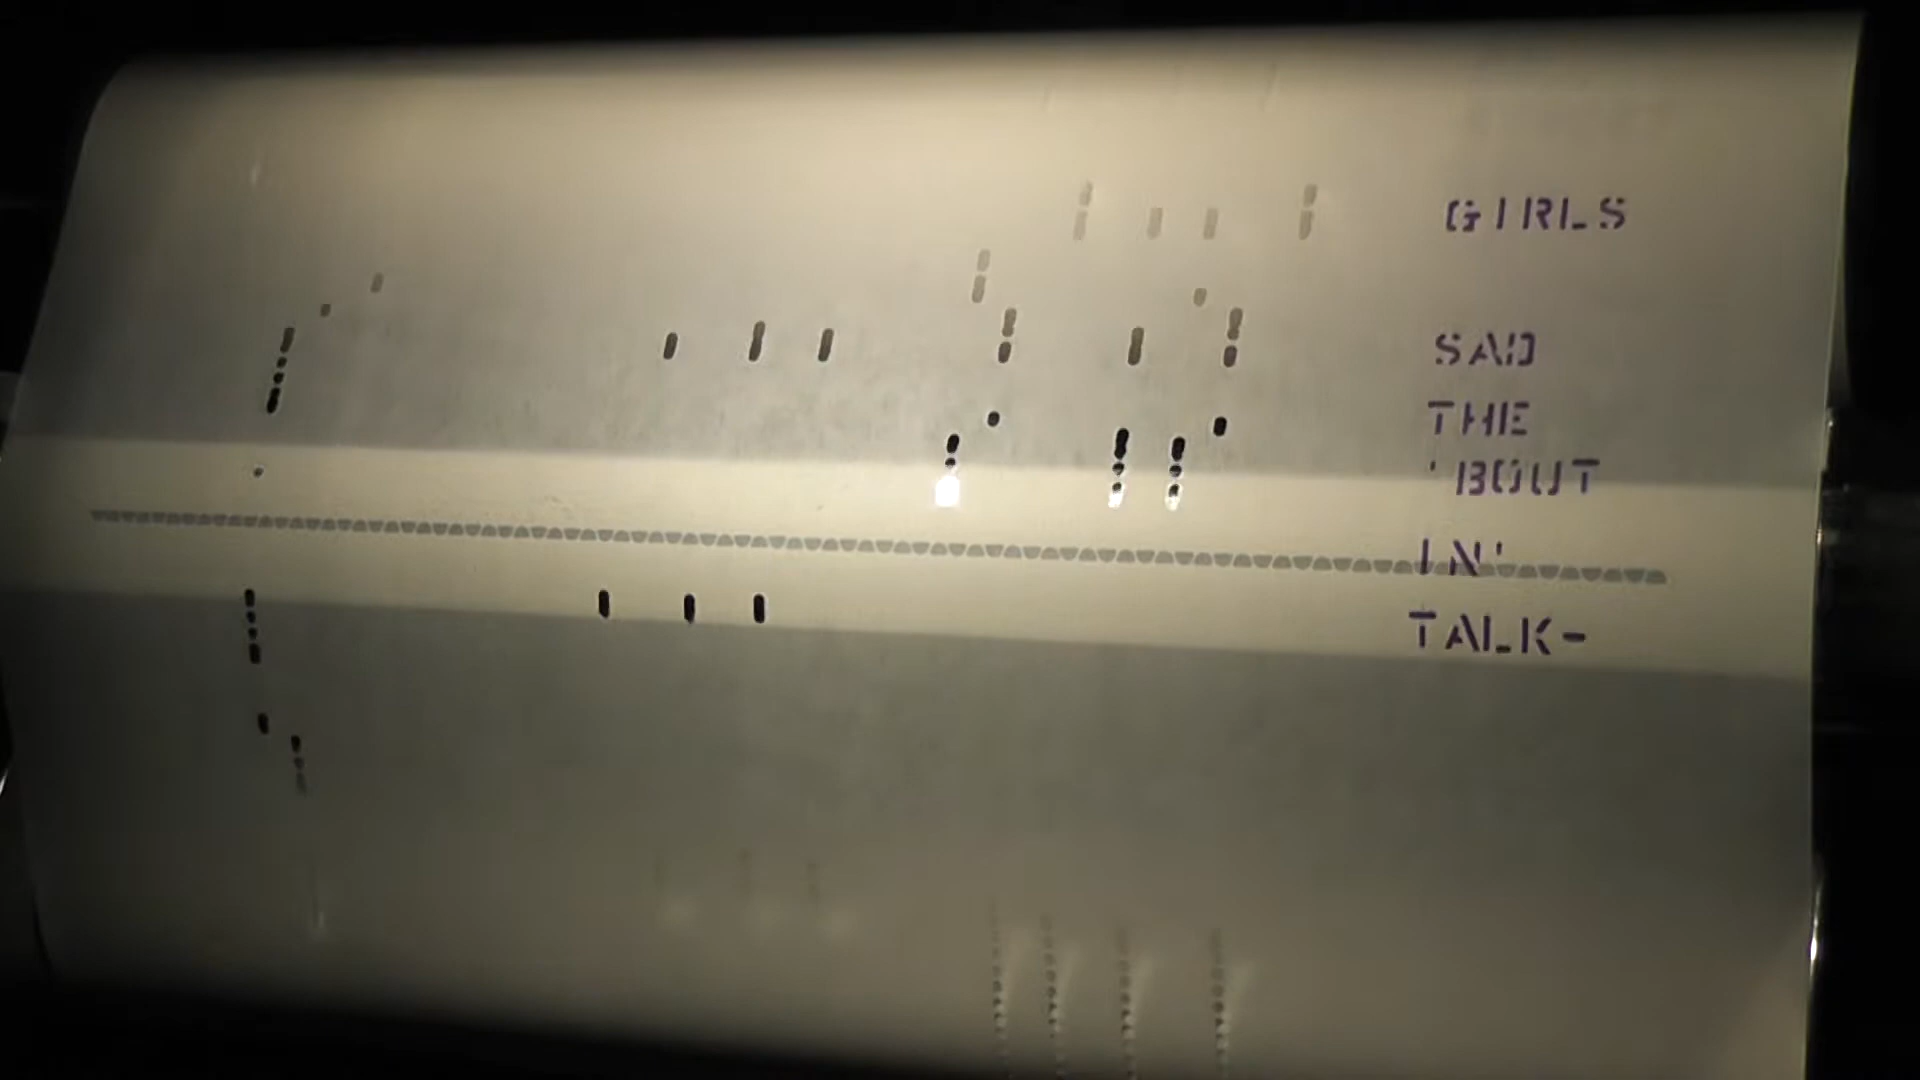 GIRLS
SAID
THE
'BOUT
IN'
TALK-